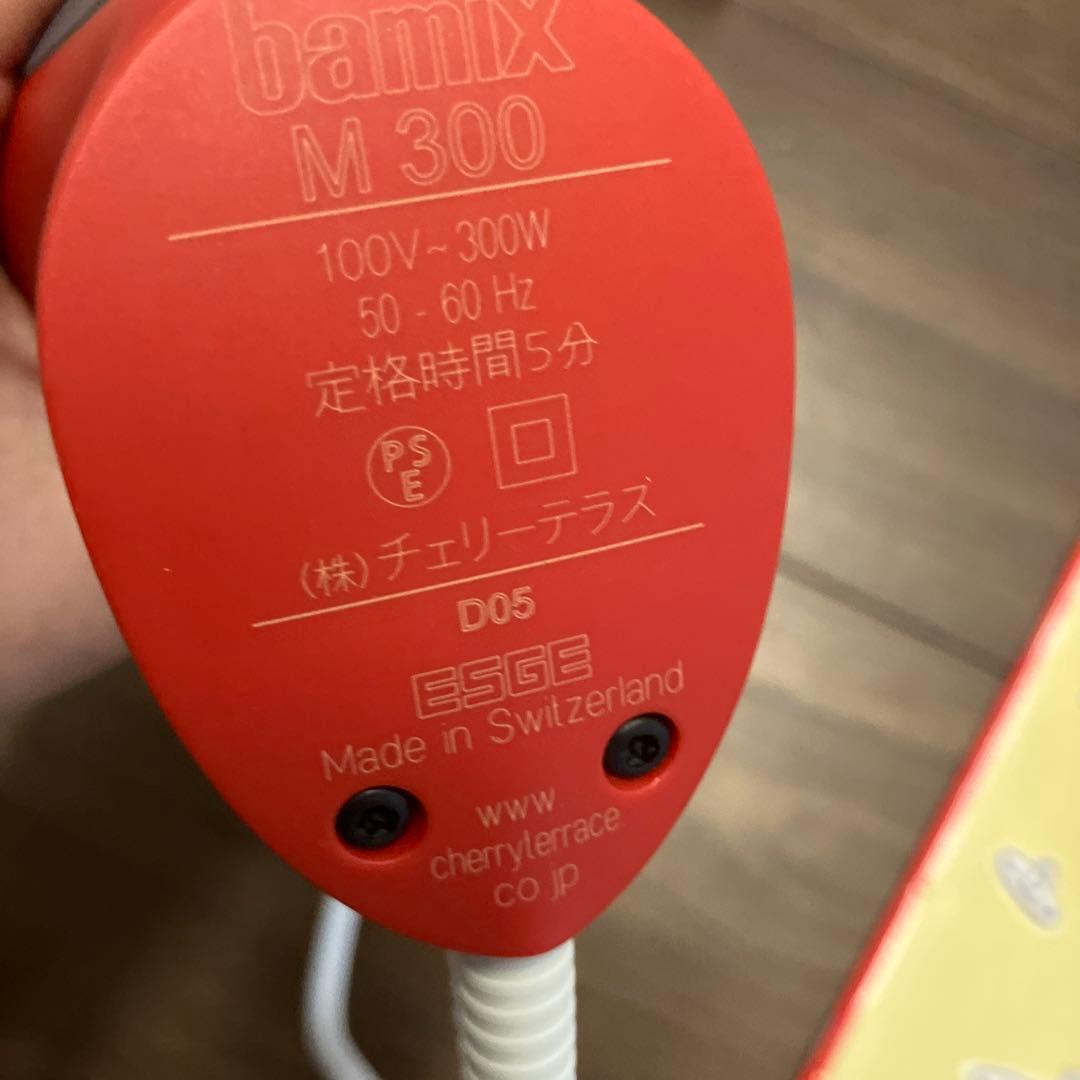 bamix
M 300
100V~300W
50 - 60 Hz
定格時間5分
PS
E
(株)チェリーテラス
D05
ESGE
Made in Switzerland
www
cherryterrace
co jp